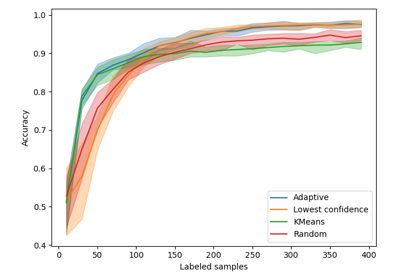 1.0
0.9
0.8
0.7
0.6
0.5
0.4
Accuracy
Adaptive
Lowest confidence
KMeans
Random
0 50 100 150 200 250 300 350 400
Labeled samples